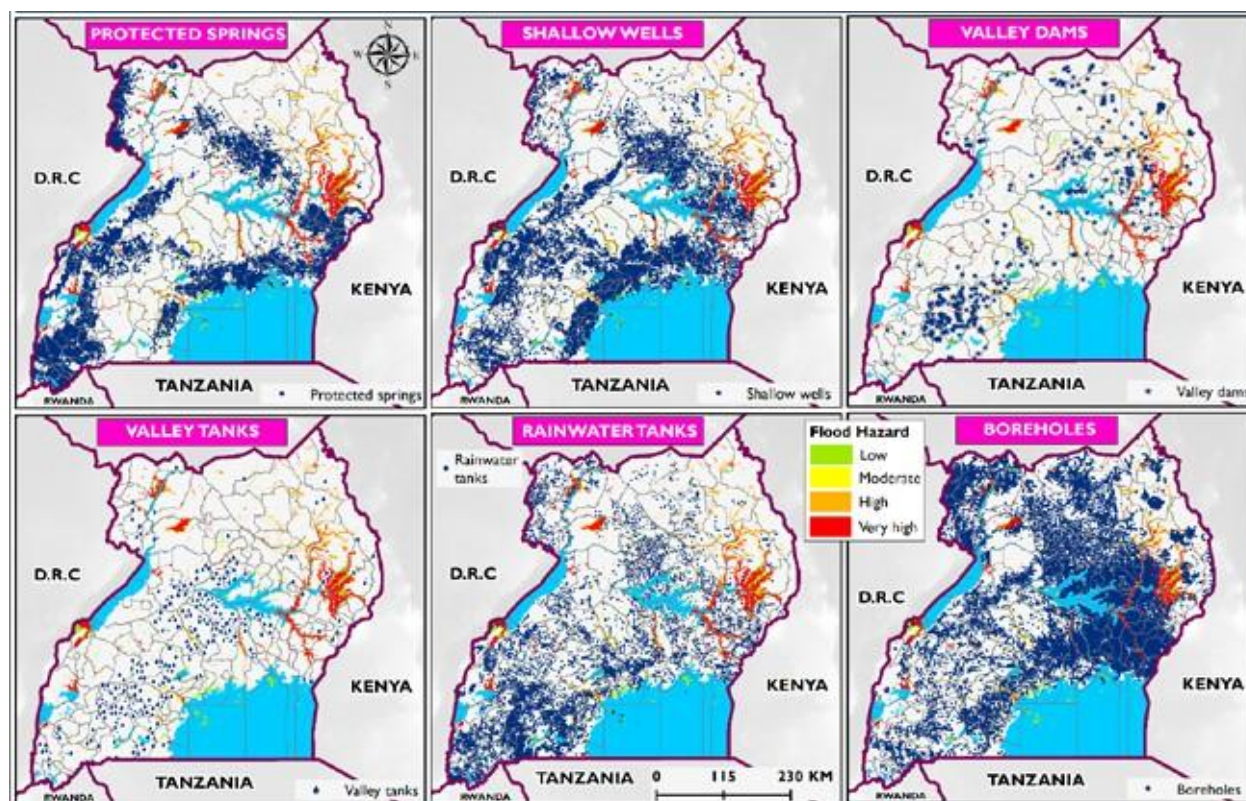 PROTECTED SPRINGS
N
W E
S
D.R.C
KENYA
TANZANIA
RWANDA
Protected springs
SHALLOW WELLS
D.R.C
KENYA
TANZANIA
RWANDA
Shallow wells
VALLEY DAMS
D.R.C
KENYA
TANZANIA
RWANDA
Valley dams
VALLEY TANKS
D.R.C
KENYA
TANZANIA
RWANDA
Valley tanks
RAINWATER TANKS
Rainwater
tanks
D.R.C
KENYA
TANZANIA
RWANDA
0 115 230 KM
Flood Hazard
Low
Moderate
High
Very high
BOREHOLES
D.R.C
KENYA
TANZANIA
RWANDA
Boreholes